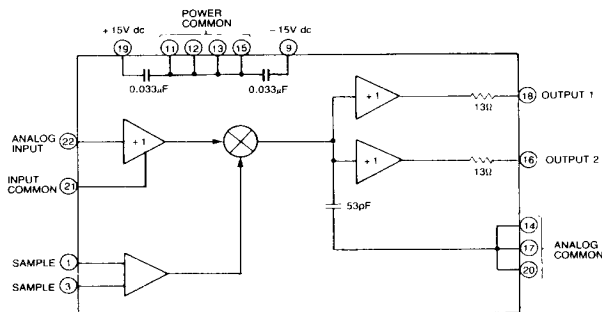 POWER
COMMON
+15V dc
-15V dc
19
11
12
13
15
9
0.033µF
0.033µF
ANALOG
INPUT
22
+1
INPUT
COMMON
21
+1
13Ω
18
OUTPUT 1
+1
13Ω
16
OUTPUT 2
53pF
14
17
20
ANALOG
COMMON
SAMPLE
1
SAMPLE
3